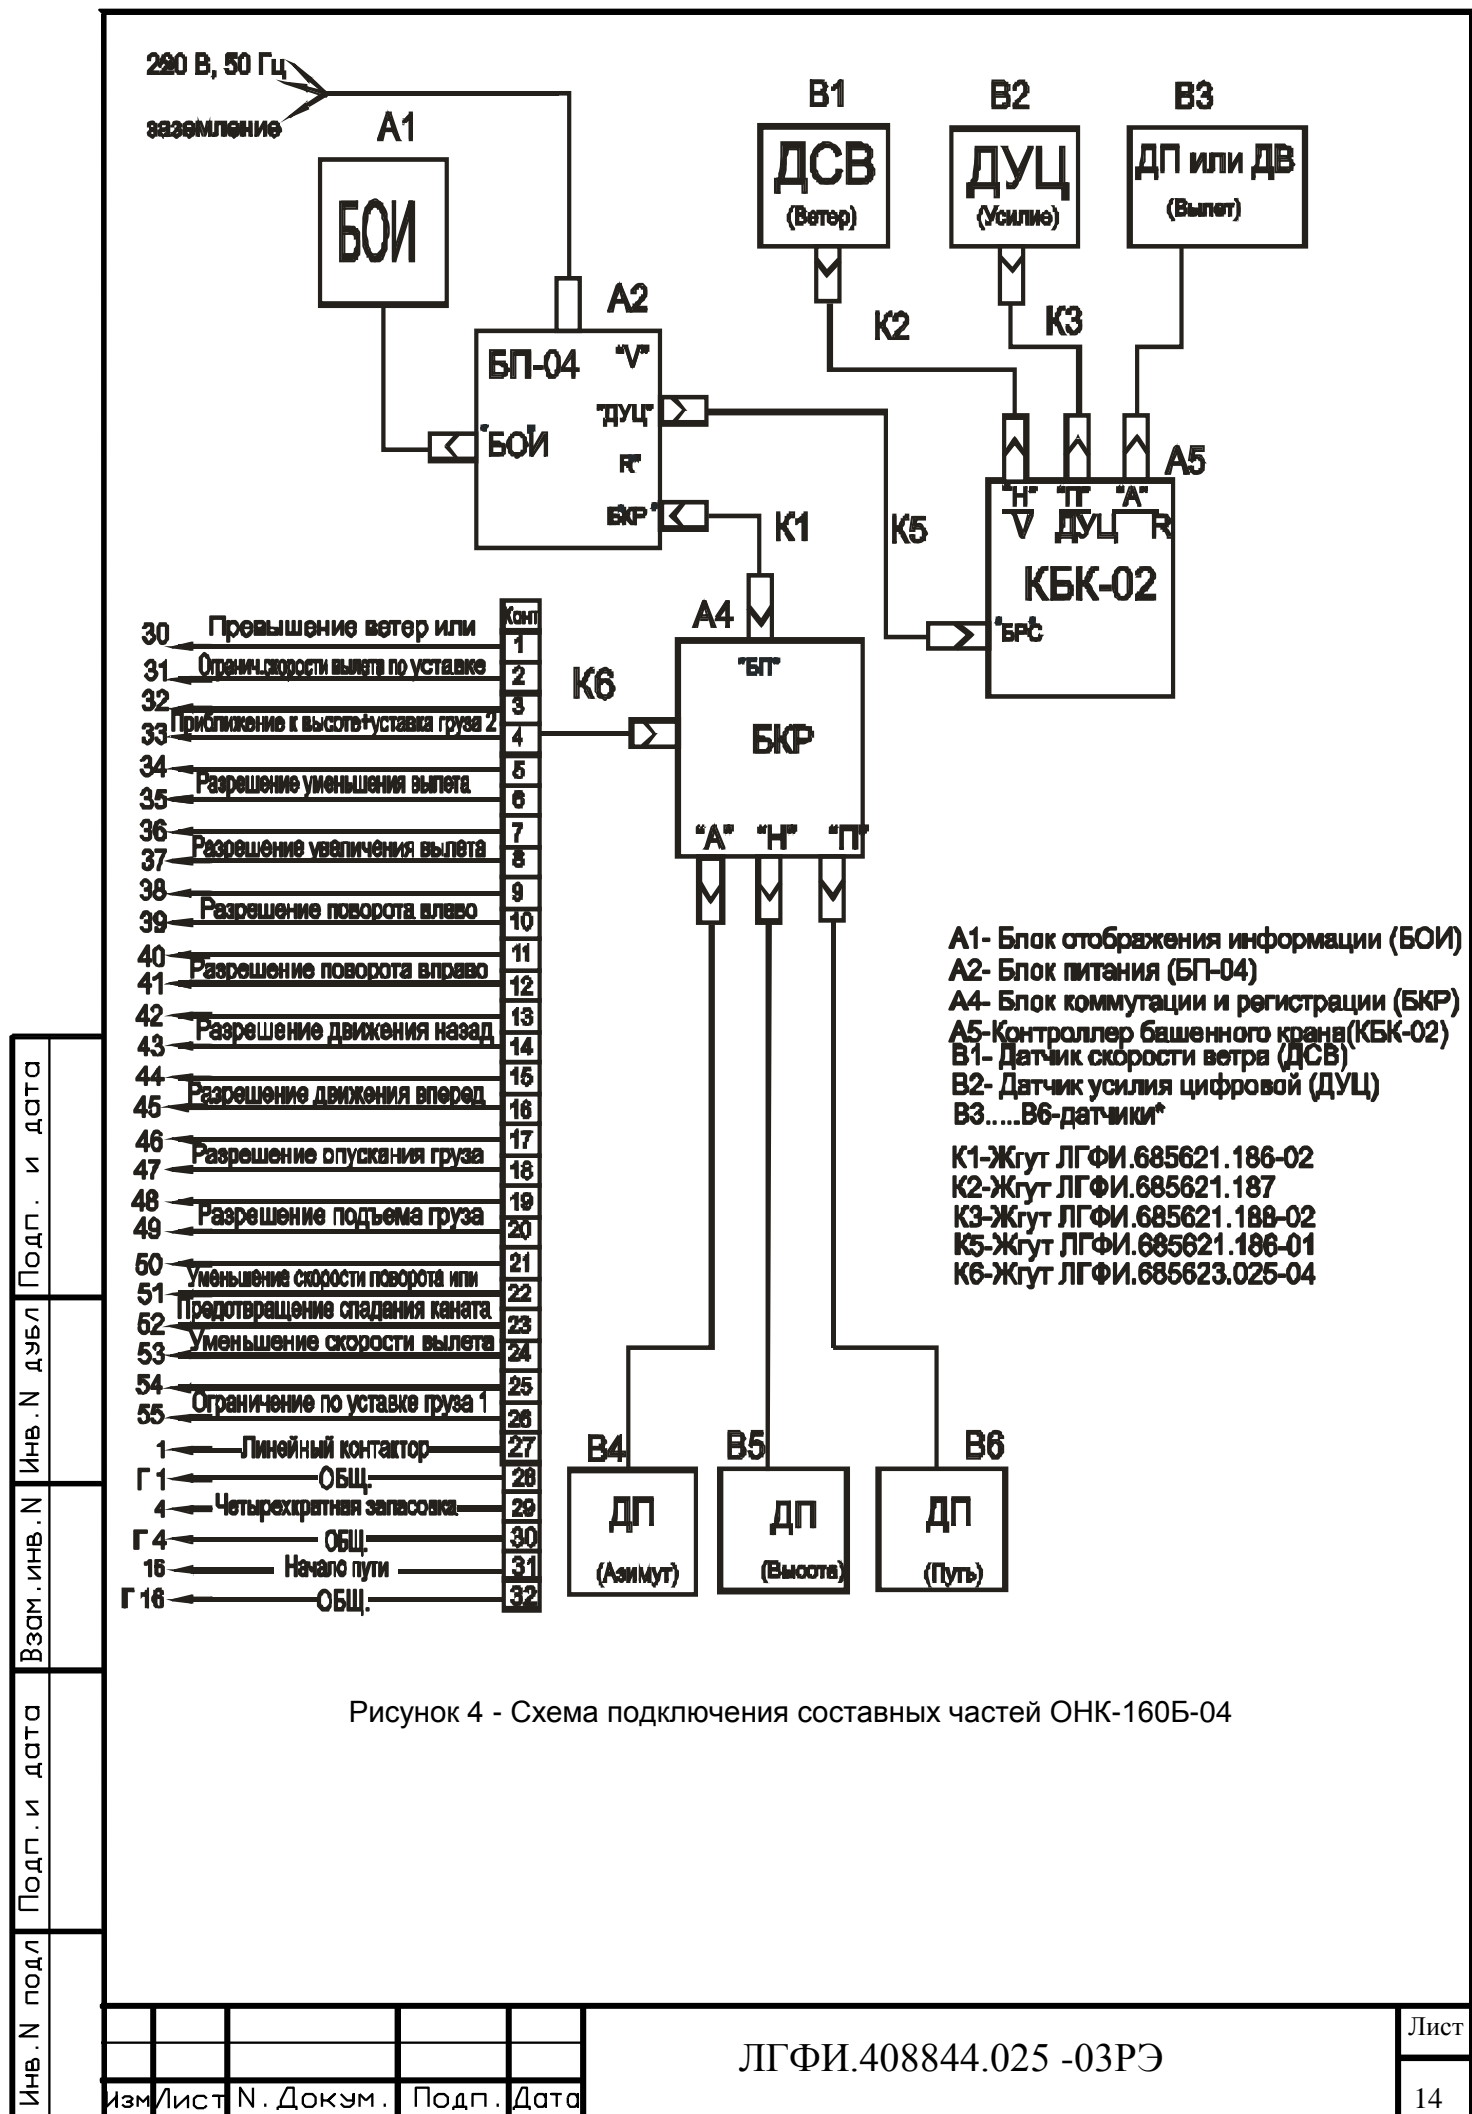 220 В, 50 Гц
заземление
А1
БОИ
А2
БП-04
"V"
"ДУЦ"
"БОИ"
R"
БКР"
В1
ДСВ
(Ветер)
В2
ДУЦ
(Усилие)
В3
ДП или ДВ
(Вылет)
К2
К3
А5
"Н" "П" "А"
V ДУЦ R
КБК-02
"БРС"
К1
К5
А4
"БП"
БКР
"А" "Н" "П"
К6
Конт
30 Превышение ветер или 1
31 Огранич.скорости вылета по уставке 2
32 3
33 Приближение к высоте+уставка груза 2 4
34 5
35 Разрешение уменьшения вылета 6
36 7
37 Разрешение увеличения вылета 8
38 9
39 Разрешение поворота влево 10
40 11
41 Разрешение поворота вправо 12
42 13
43 Разрешение движения назад 14
44 15
45 Разрешение движения вперед 16
46 17
47 Разрешение опускания груза 18
48 19
49 Разрешение подъема груза 20
50 21
51 Уменьшение скорости поворота или 22
52 Предотвращение спадания каната 23
53 Уменьшение скорости вылета 24
54 25
55 Ограничение по уставке груза 1 26
1 Линейный контактор 27
Г 1 ОБЩ. 28
4 Четырехкратная запасовка 29
Г 4 ОБЩ. 30
16 Начало пути 31
Г 16 ОБЩ. 32
В4
ДП
(Азимут)
В5
ДП
(Высота)
В6
ДП
(Путь)
А1- Блок отображения информации (БОИ)
А2- Блок питания (БП-04)
А4- Блок коммутации и регистрации (БКР)
А5-Контроллер башенного крана(КБК-02)
В1- Датчик скорости ветра (ДСВ)
В2- Датчик усилия цифровой (ДУЦ)
В3.....В6-датчики*
К1-Жгут ЛГФИ.685621.186-02
К2-Жгут ЛГФИ.685621.187
К3-Жгут ЛГФИ.685621.188-02
К5-Жгут ЛГФИ.685621.186-01
К6-Жгут ЛГФИ.685623.025-04
Рисунок 4 - Схема подключения составных частей ОНК-160Б-04
Подп. и дата
Инв.N дубл
Взам.инв.N
Подп.и дата
Инв.N подл
Изм Лист N.Докум. Подп. Дата
ЛГФИ.408844.025 -03РЭ
Лист
14